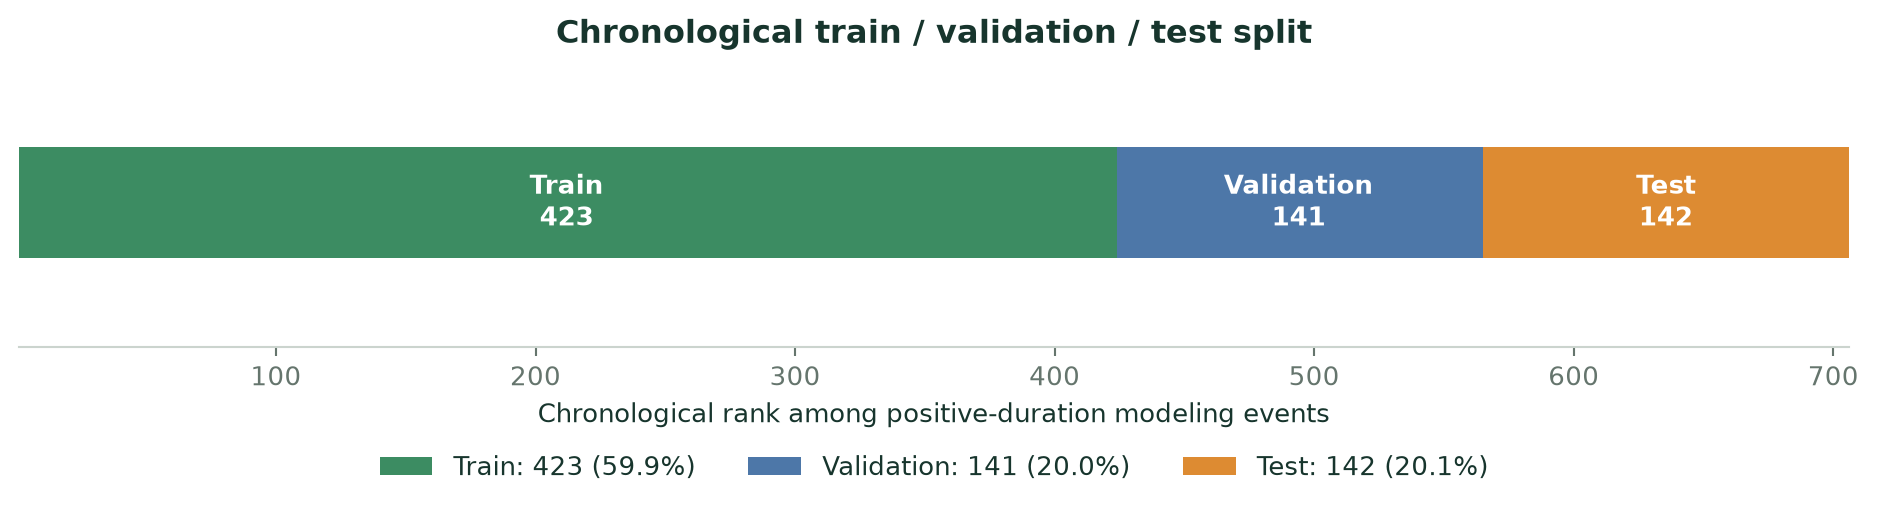 Chronological train / validation / test split
Train
423
Validation
141
Test
142
100 200 300 400 500 600 700
Chronological rank among positive-duration modeling events
Train: 423 (59.9%) Validation: 141 (20.0%) Test: 142 (20.1%)